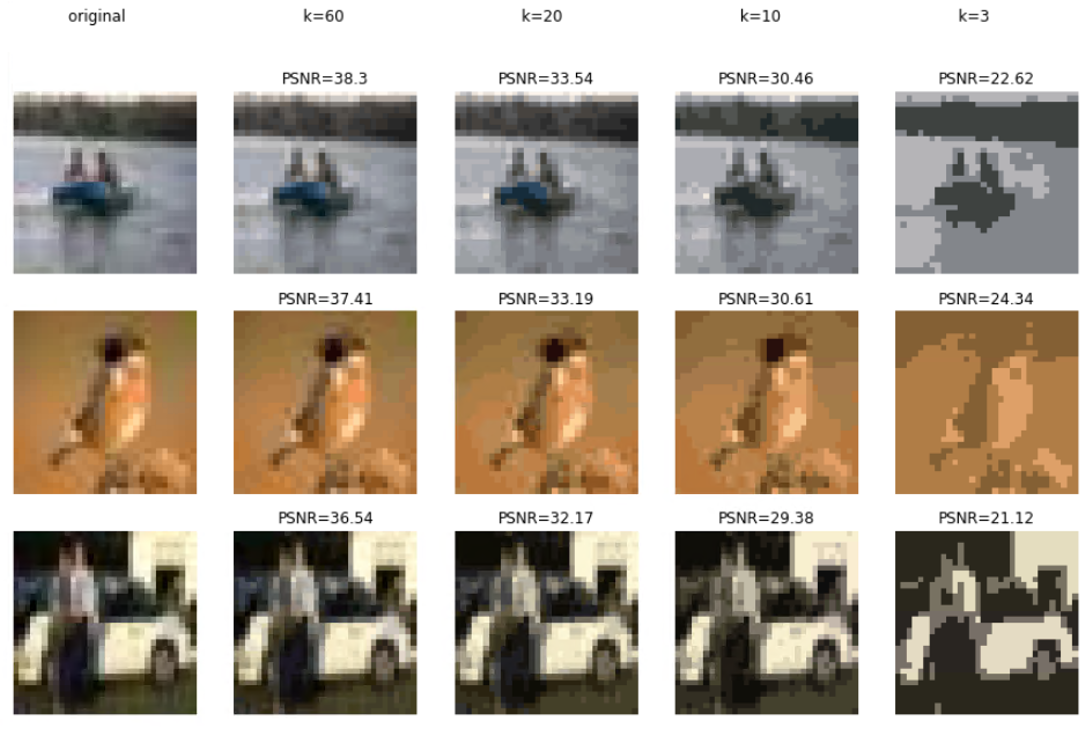 original k=60 k=20 k=10 k=3
PSNR=38.3 PSNR=33.54 PSNR=30.46 PSNR=22.62
PSNR=37.41 PSNR=33.19 PSNR=30.61 PSNR=24.34
PSNR=36.54 PSNR=32.17 PSNR=29.38 PSNR=21.12